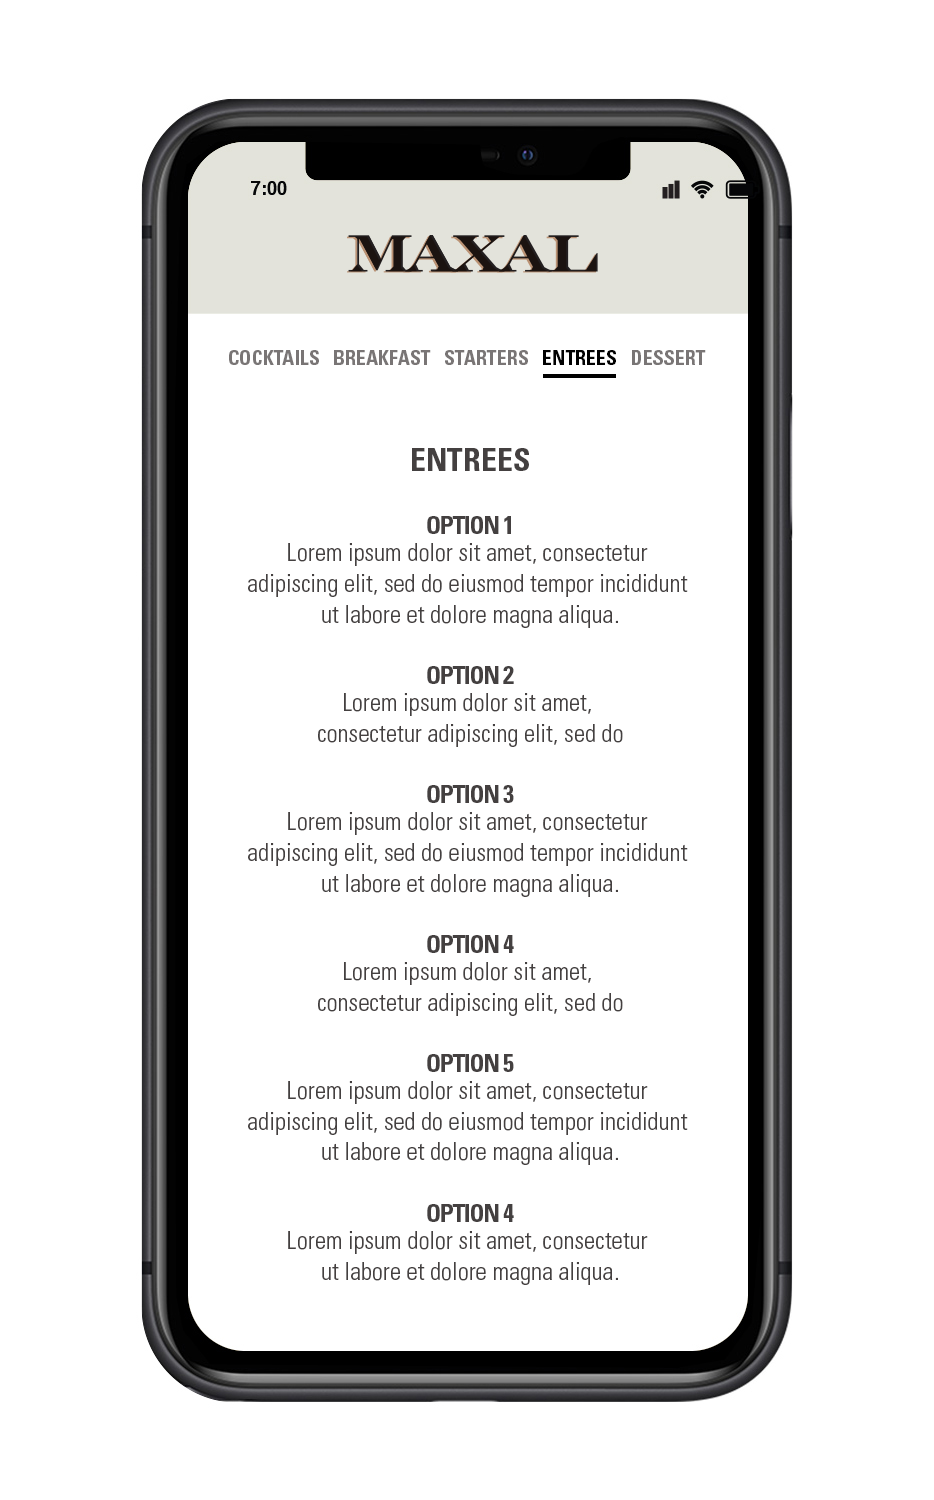 7:00
MAXAL
COCKTAILS BREAKFAST STARTERS ENTREES DESSERT
ENTREES
OPTION 1
Lorem ipsum dolor sit amet, consectetur
adipiscing elit, sed do eiusmod tempor incididunt
ut labore et dolore magna aliqua.
OPTION 2
Lorem ipsum dolor sit amet,
consectetur adipiscing elit, sed do
OPTION 3
Lorem ipsum dolor sit amet, consectetur
adipiscing elit, sed do eiusmod tempor incididunt
ut labore et dolore magna aliqua.
OPTION 4
Lorem ipsum dolor sit amet,
consectetur adipiscing elit, sed do
OPTION 5
Lorem ipsum dolor sit amet, consectetur
adipiscing elit, sed do eiusmod tempor incididunt
ut labore et dolore magna aliqua.
OPTION 4
Lorem ipsum dolor sit amet, consectetur
ut labore et dolore magna aliqua.